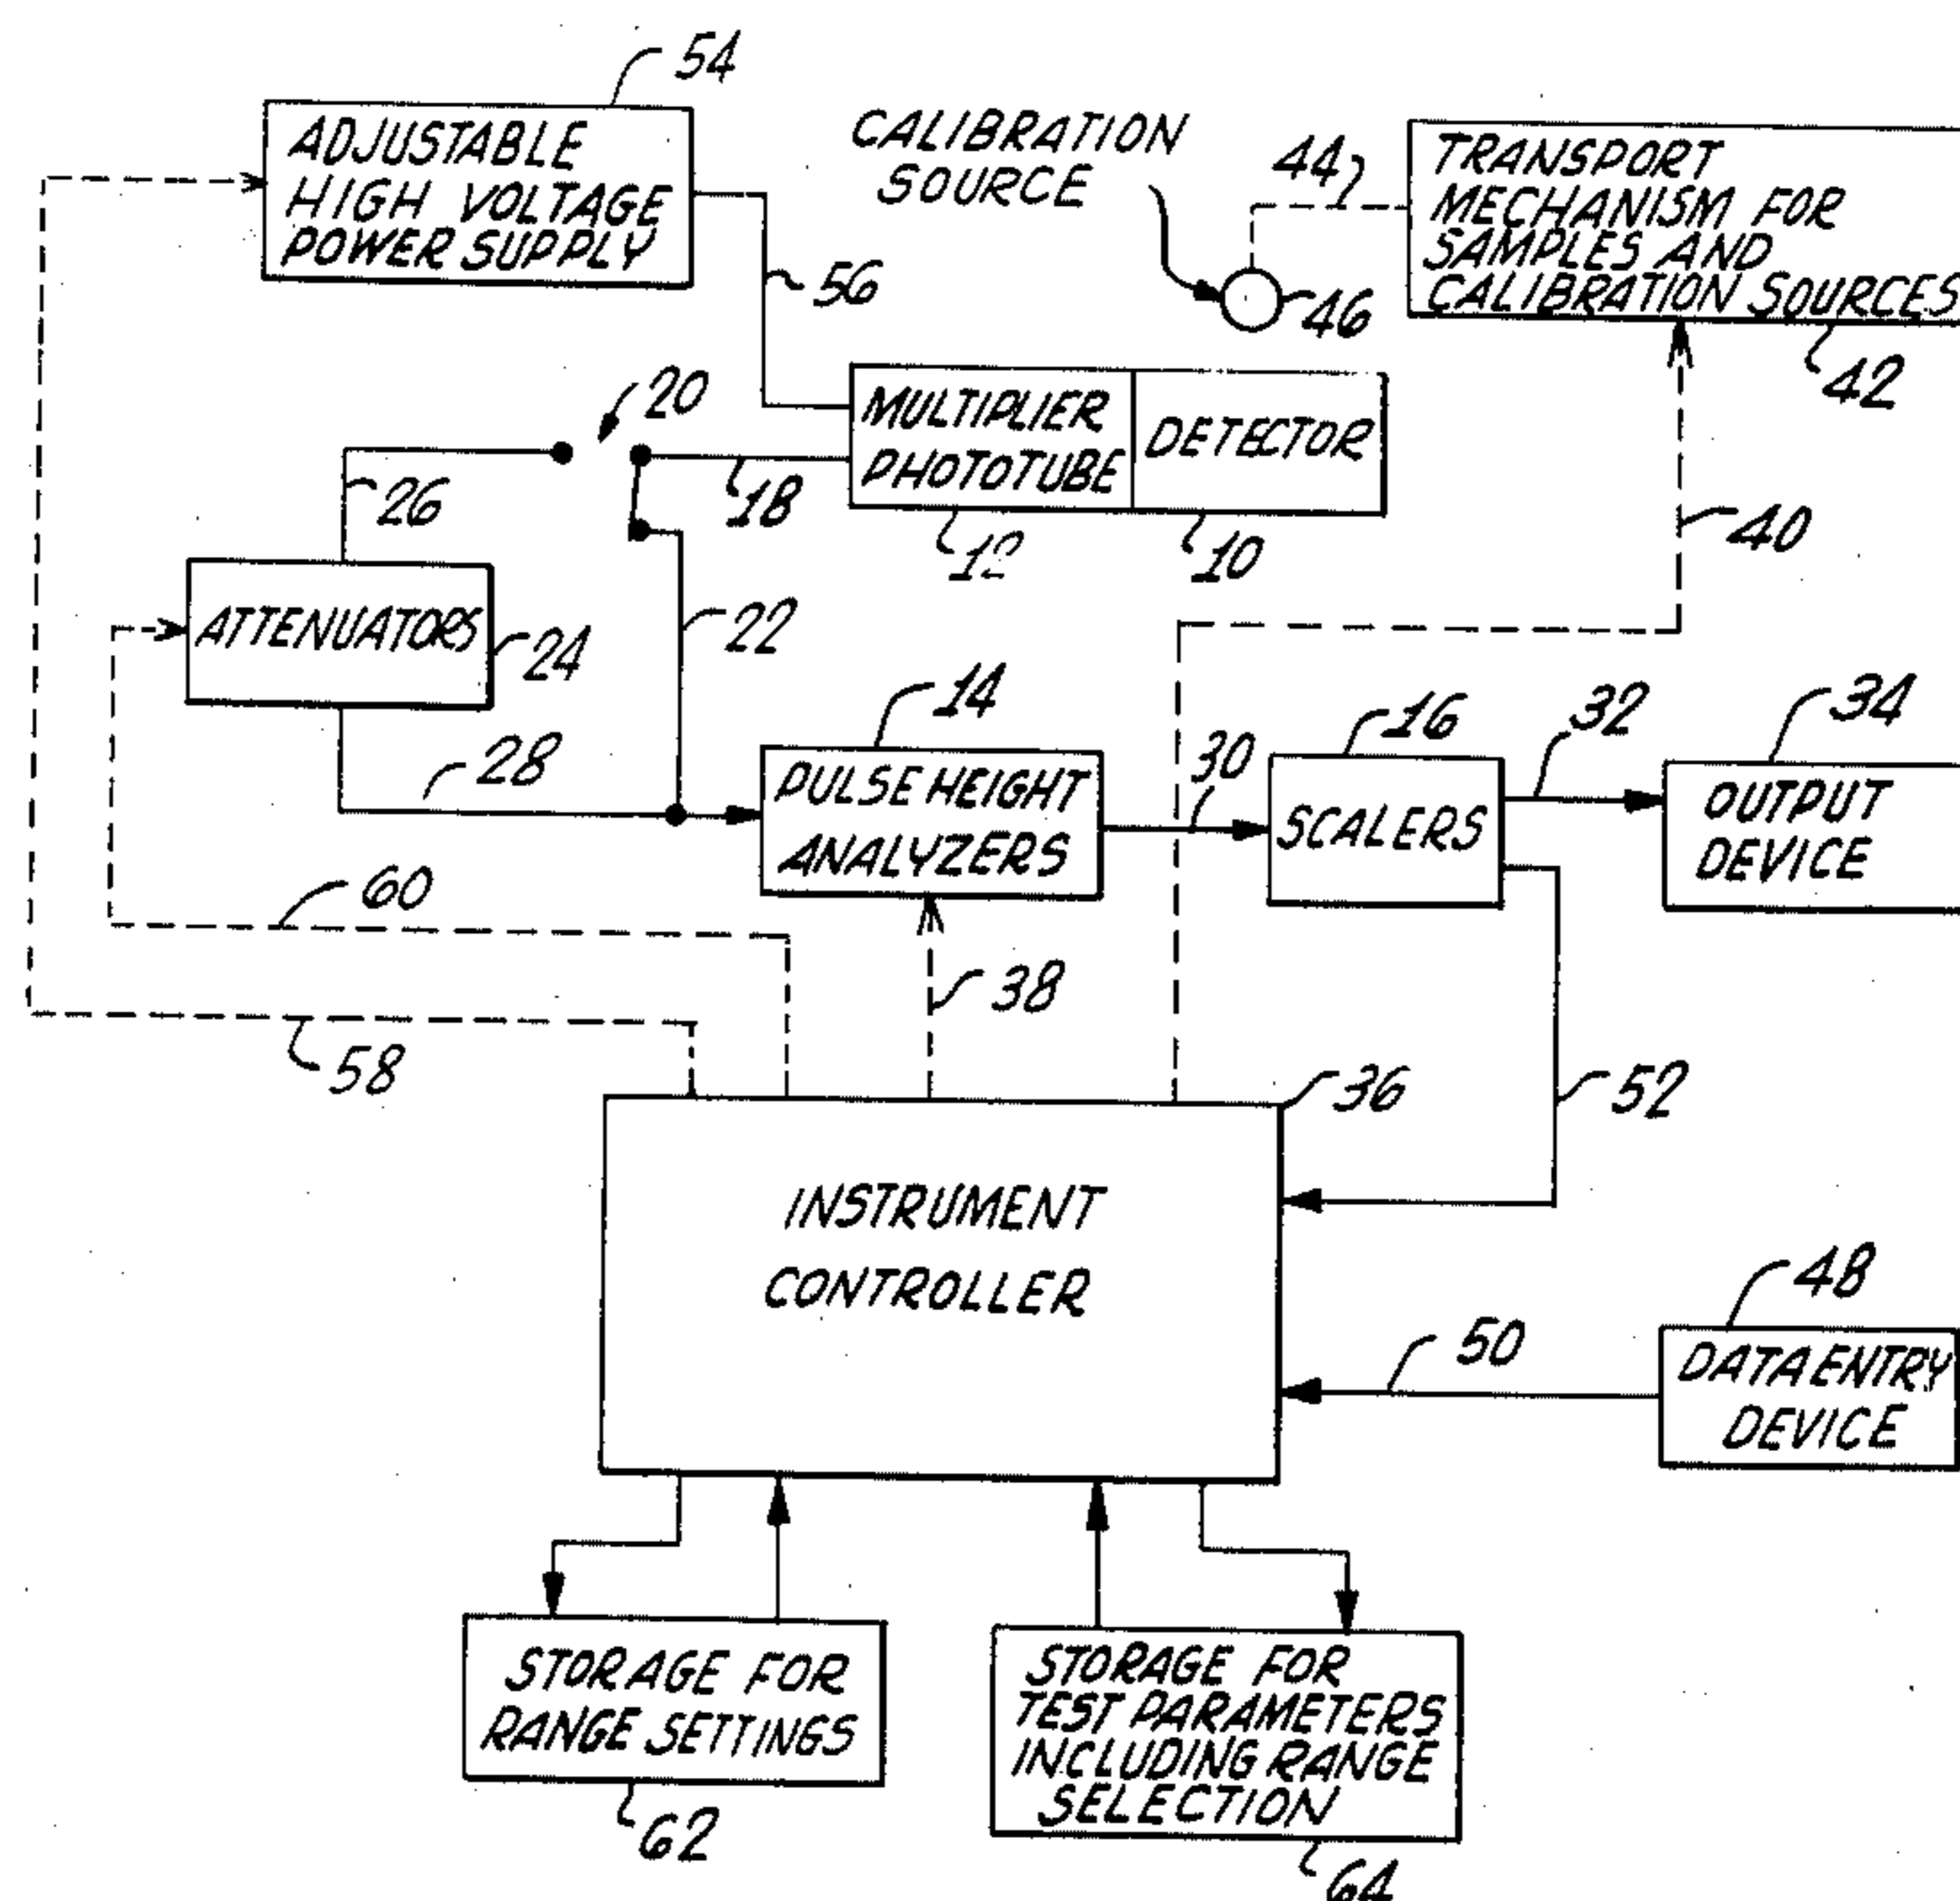 54
ADJUSTABLE
HIGH VOLTAGE
POWER SUPPLY
56
CALIBRATION
SOURCE
44
46
TRANSPORT
MECHANISM FOR
SAMPLES AND
CALIBRATION SOURCES
42
20
MULTIPLIER
PHOTOTUBE
DETECTOR
26
18
12
10
40
ATTENUATORS
24
22
14
PULSE HEIGHT
ANALYZERS
28
30
16
SCALERS
32
34
OUTPUT
DEVICE
60
38
58
36
52
INSTRUMENT
CONTROLLER
48
50
DATA ENTRY
DEVICE
STORAGE FOR
RANGE SETTINGS
62
STORAGE FOR
TEST PARAMETERS
INCLUDING RANGE
SELECTION
64